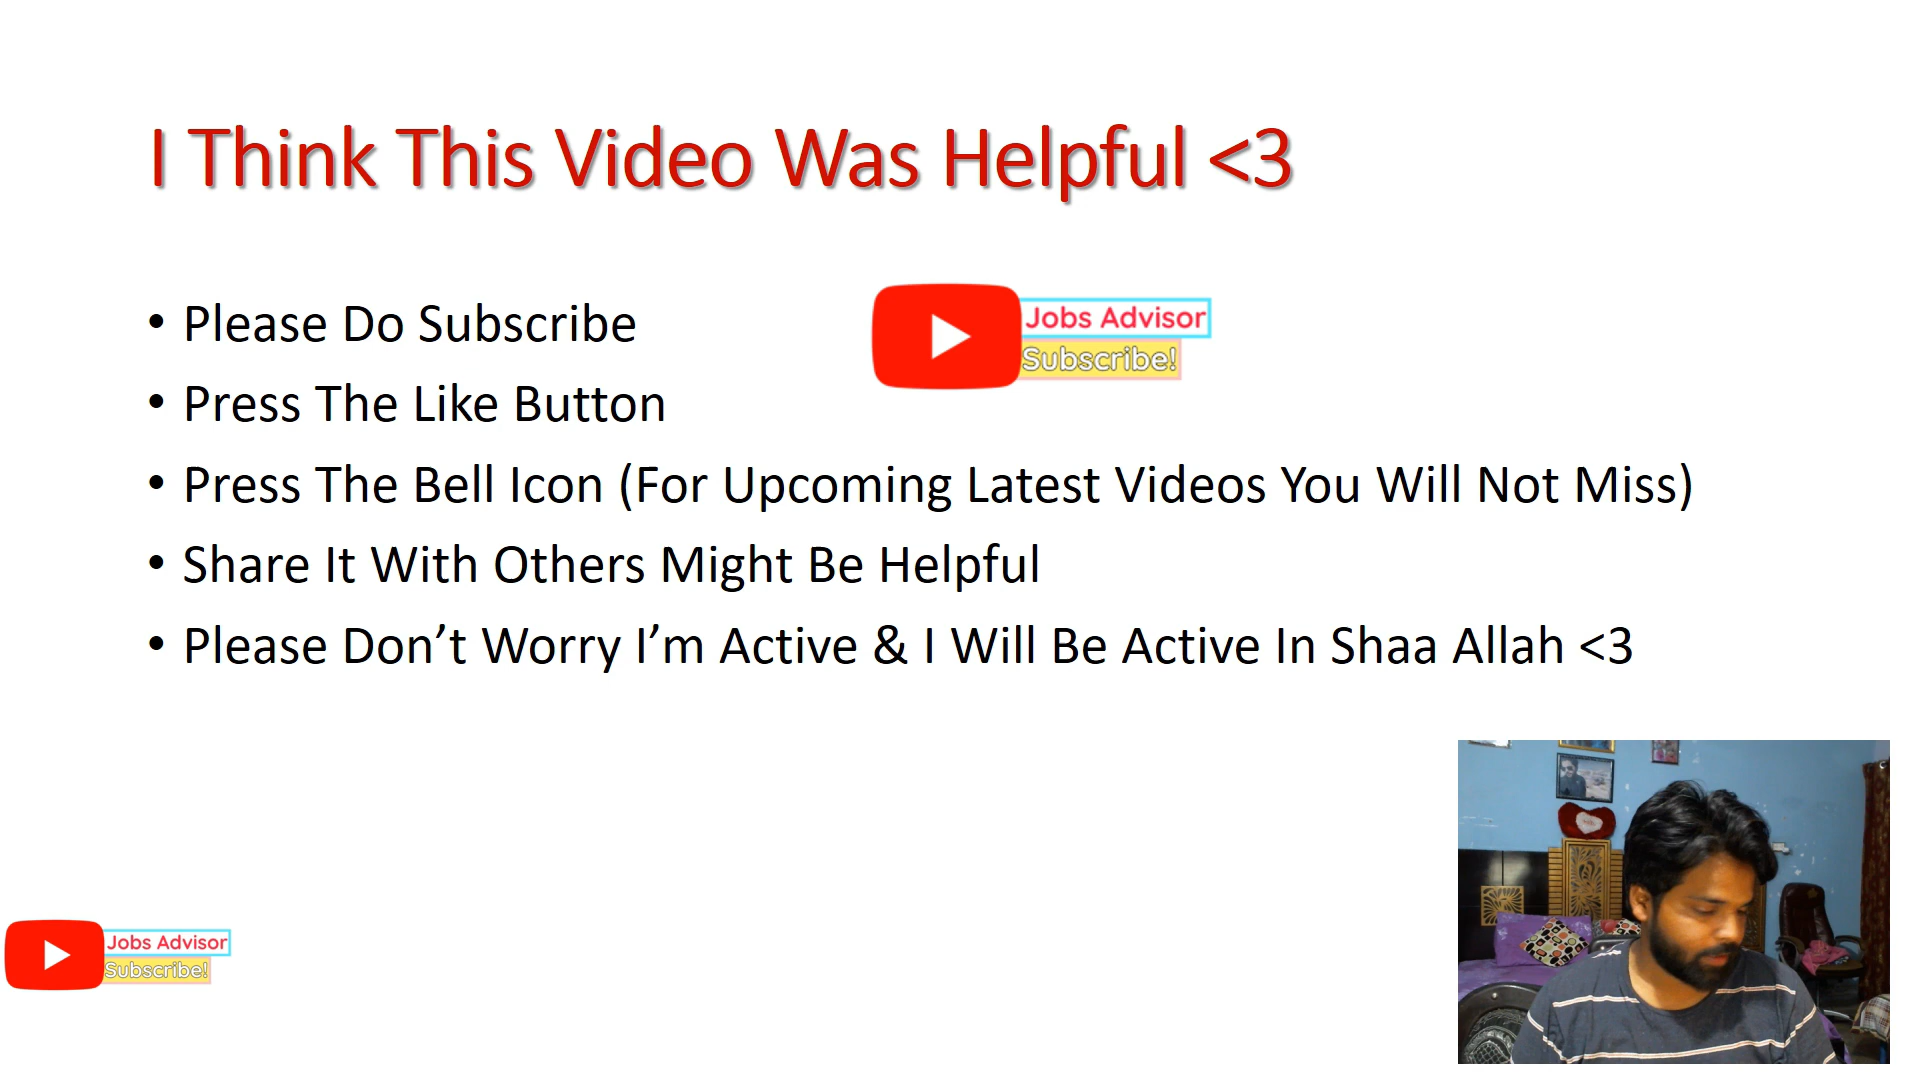 I Think This Video Was Helpful <3
• Please Do Subscribe
Jobs Advisor
Subscribe!
• Press The Like Button
• Press The Bell Icon (For Upcoming Latest Videos You Will Not Miss)
• Share It With Others Might Be Helpful
• Please Don’t Worry I’m Active & I Will Be Active In Shaa Allah <3
Jobs Advisor
Subscribe!